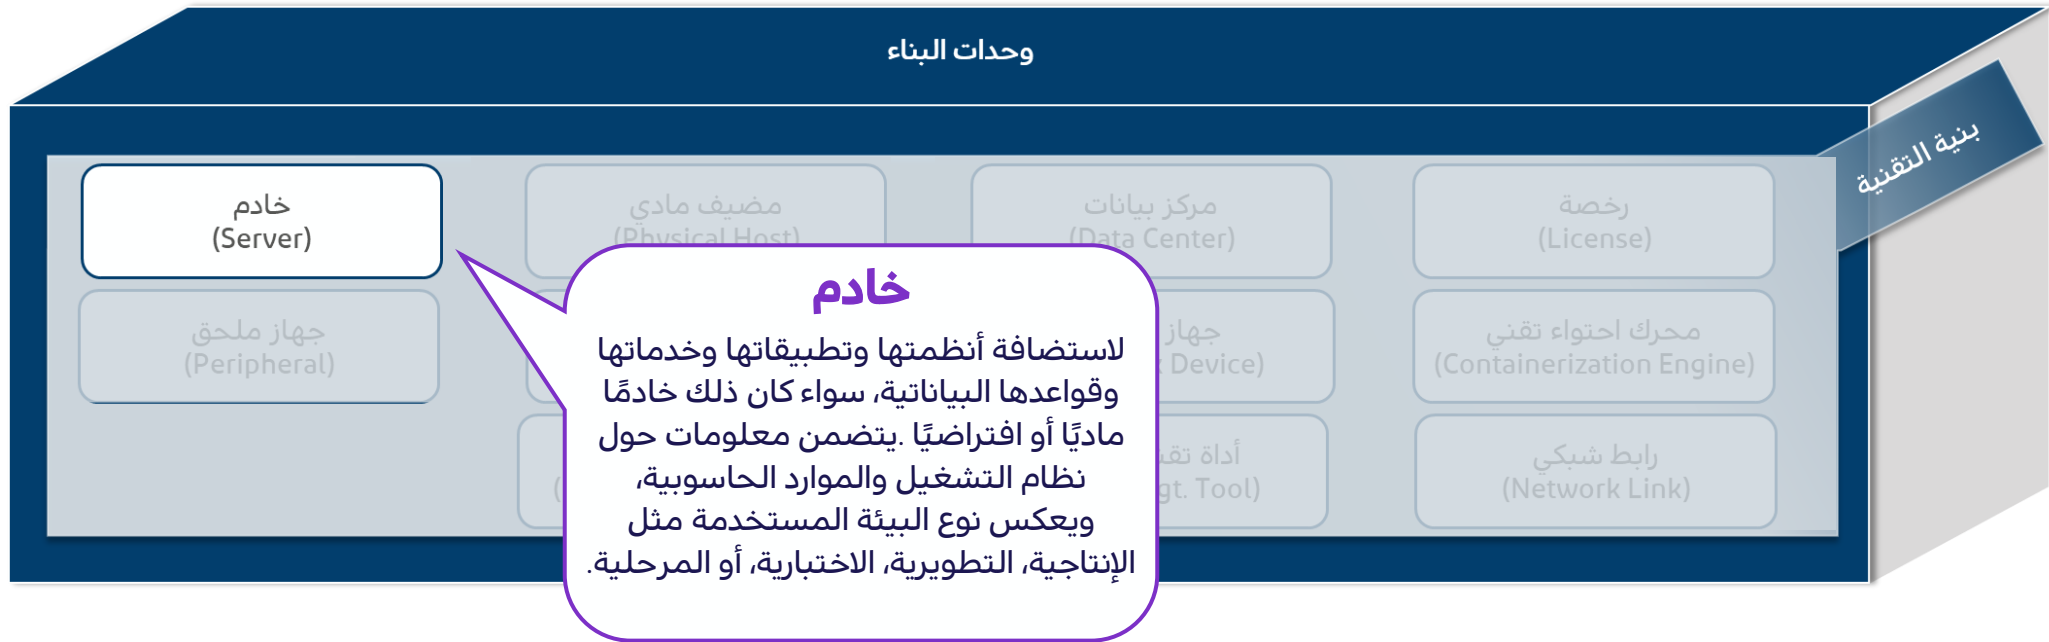 وحدات البناء
بنية التقنية
رخصة
(License)
مركز بيانات
(Data Center)
مضيف مادي
(Physical Host)
خادم
(Server)
محرك احتواء تقني
(Containerization Engine)
جهاز
Device)
جهاز ملحق
(Peripheral)
رابط شبكي
(Network Link)
أداة
Tool)
خادم
لاستضافة أنظمتها وتطبيقاتها وخدماتها
وقواعدها البياناتية، سواء كان ذلك خادمًا
ماديًا أو افتراضيًا .يتضمن معلومات حول
نظام التشغيل والموارد الحاسوبية،
ويعكس نوع البيئة المستخدمة مثل
الإنتاجية، التطويرية، الاختبارية، أو المرحلية.